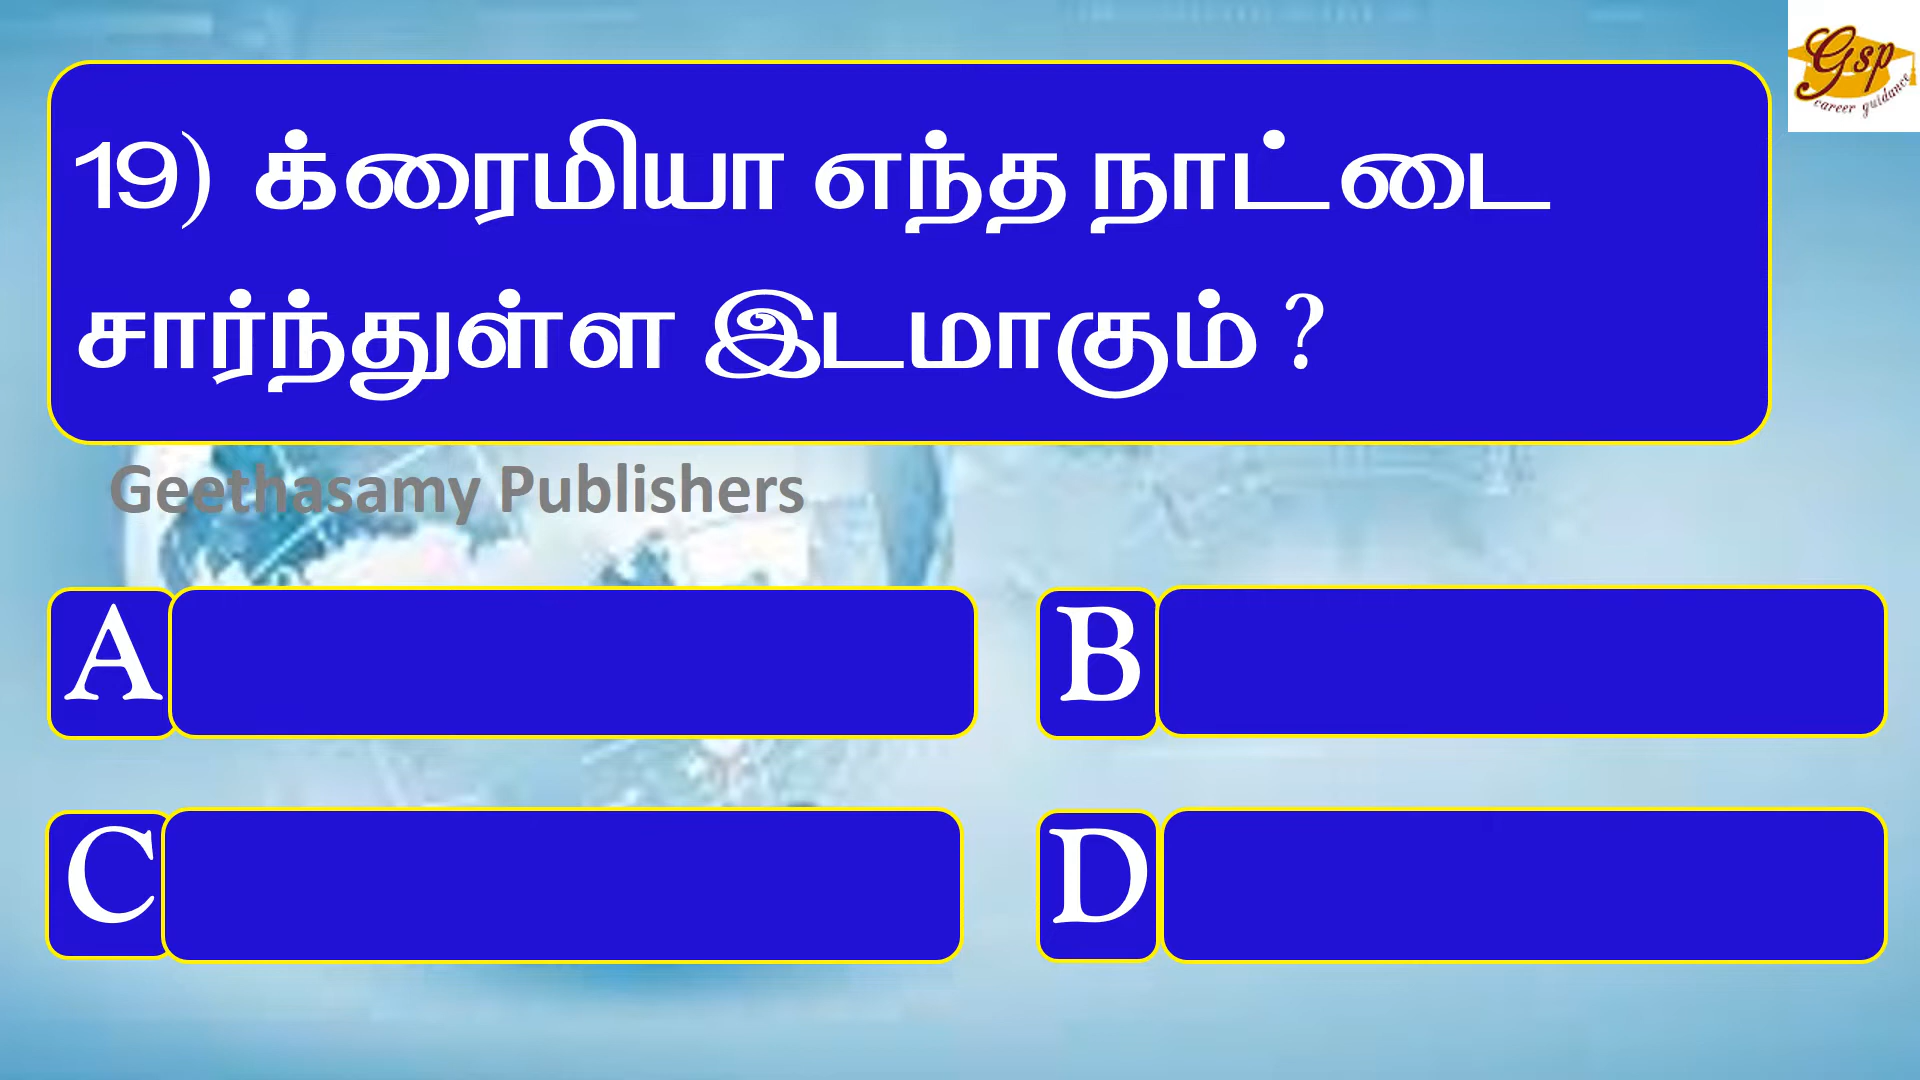 Gsp
career guidance
19) க்ரைமியா எந்த நாட்டை
சார்ந்துள்ள இடமாகும் ?
Geethasamy Publishers
A
B
C
D